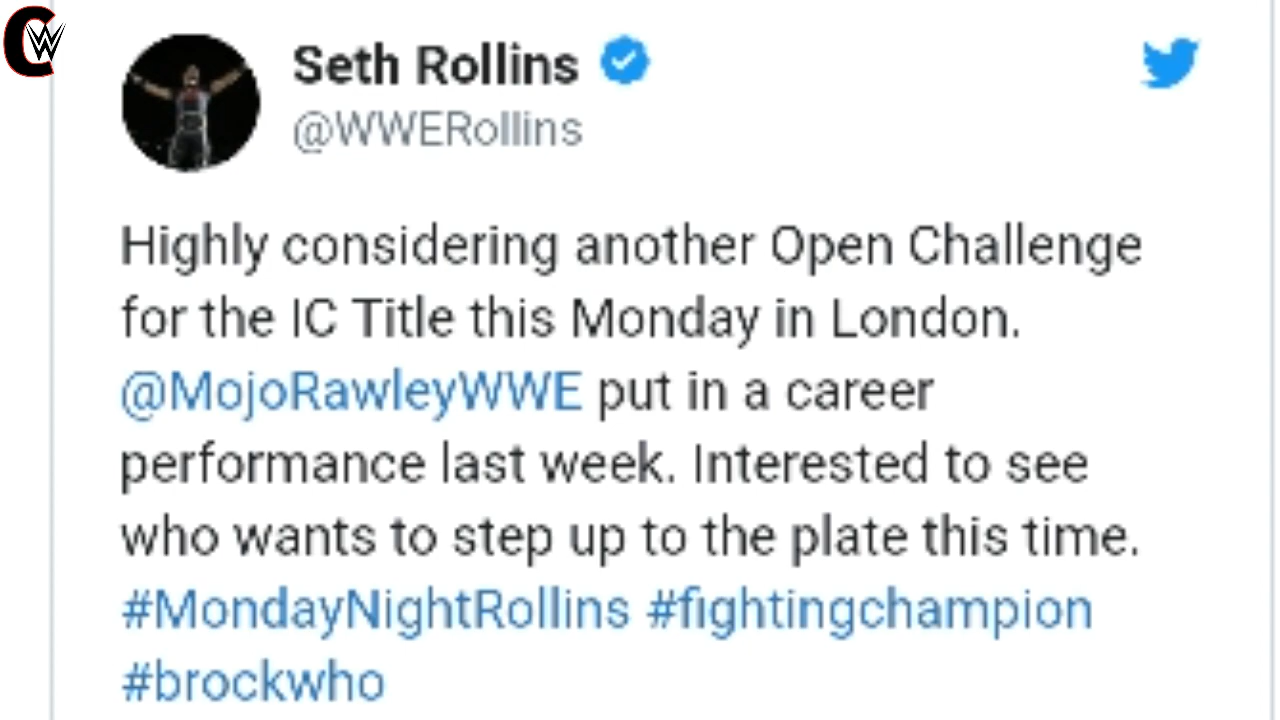 CW
Seth Rollins
@WWERollins
Highly considering another Open Challenge
for the IC Title this Monday in London.
@MojoRawleyWWE put in a career
performance last week. Interested to see
who wants to step up to the plate this time.
#MondayNightRollins #fightingchampion
#brockwho